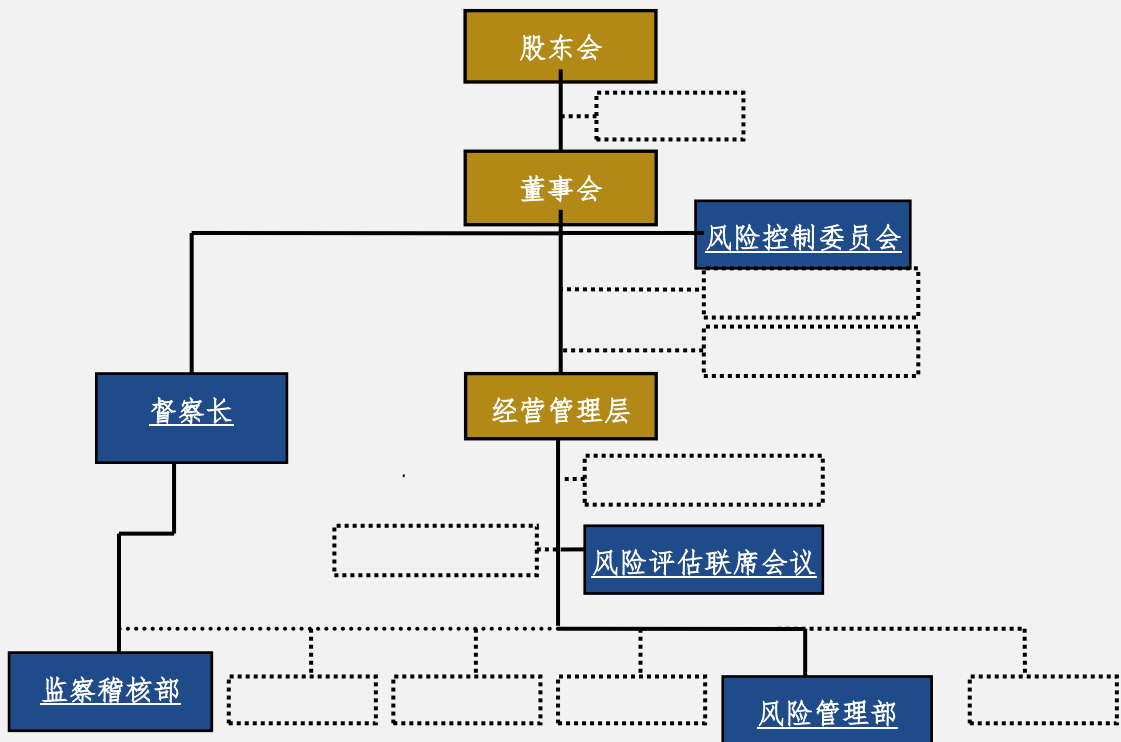 股东会
董事会
风险控制委员会
督察长
经营管理层
风险评估联席会议
监察稽核部
风险管理部